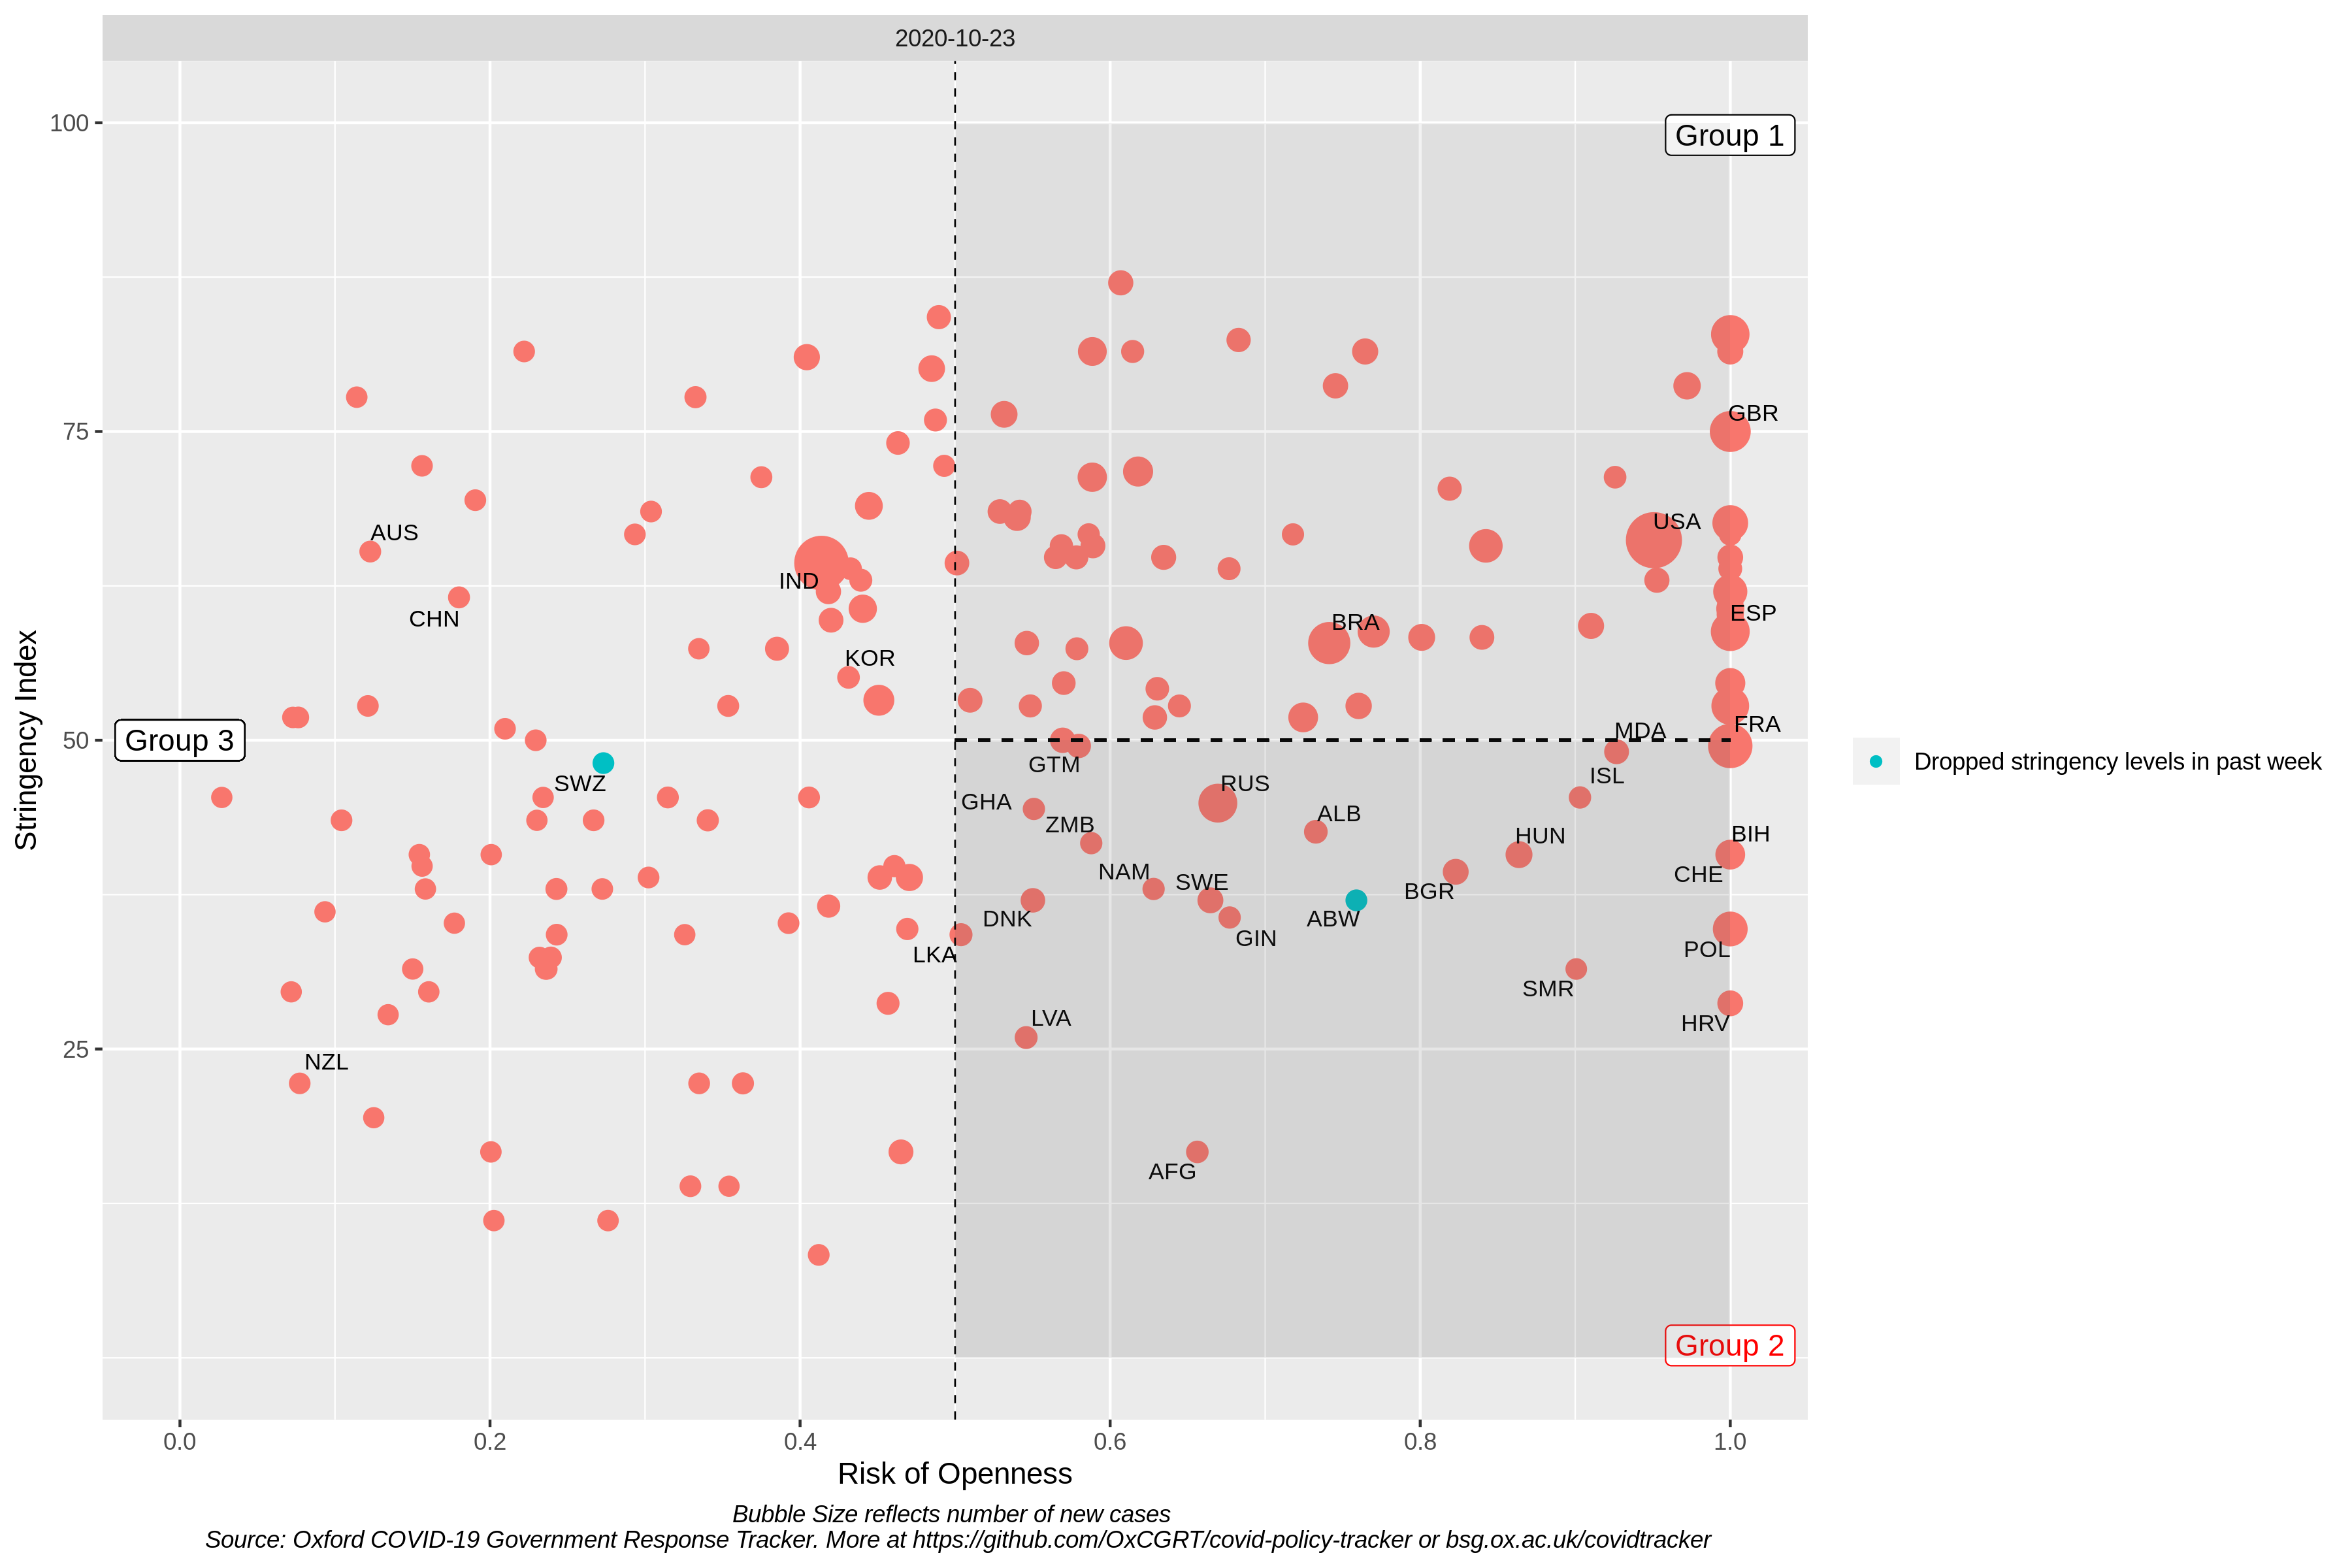 2020-10-23
100
Group 1
GBR
75
USA
AUS
IND
CHN
ESP
BRA
KOR
FRA
MDA
50
Group 3
GTM
Dropped stringency levels in past week
ISL
SWZ
RUS
GHA
ALB
ZMB
HUN
BIH
NAM
CHE
SWE
BGR
DNK
ABW
GIN
POL
LKA
SMR
LVA
HRV
25
NZL
AFG
Group 2
Stringency Index
0.0
0.2
0.4
0.6
0.8
1.0
Risk of Openness
Bubble Size reflects number of new cases
Source: Oxford COVID-19 Government Response Tracker. More at https://github.com/OxCGRT/covid-policy-tracker or bsg.ox.ac.uk/covidtracker